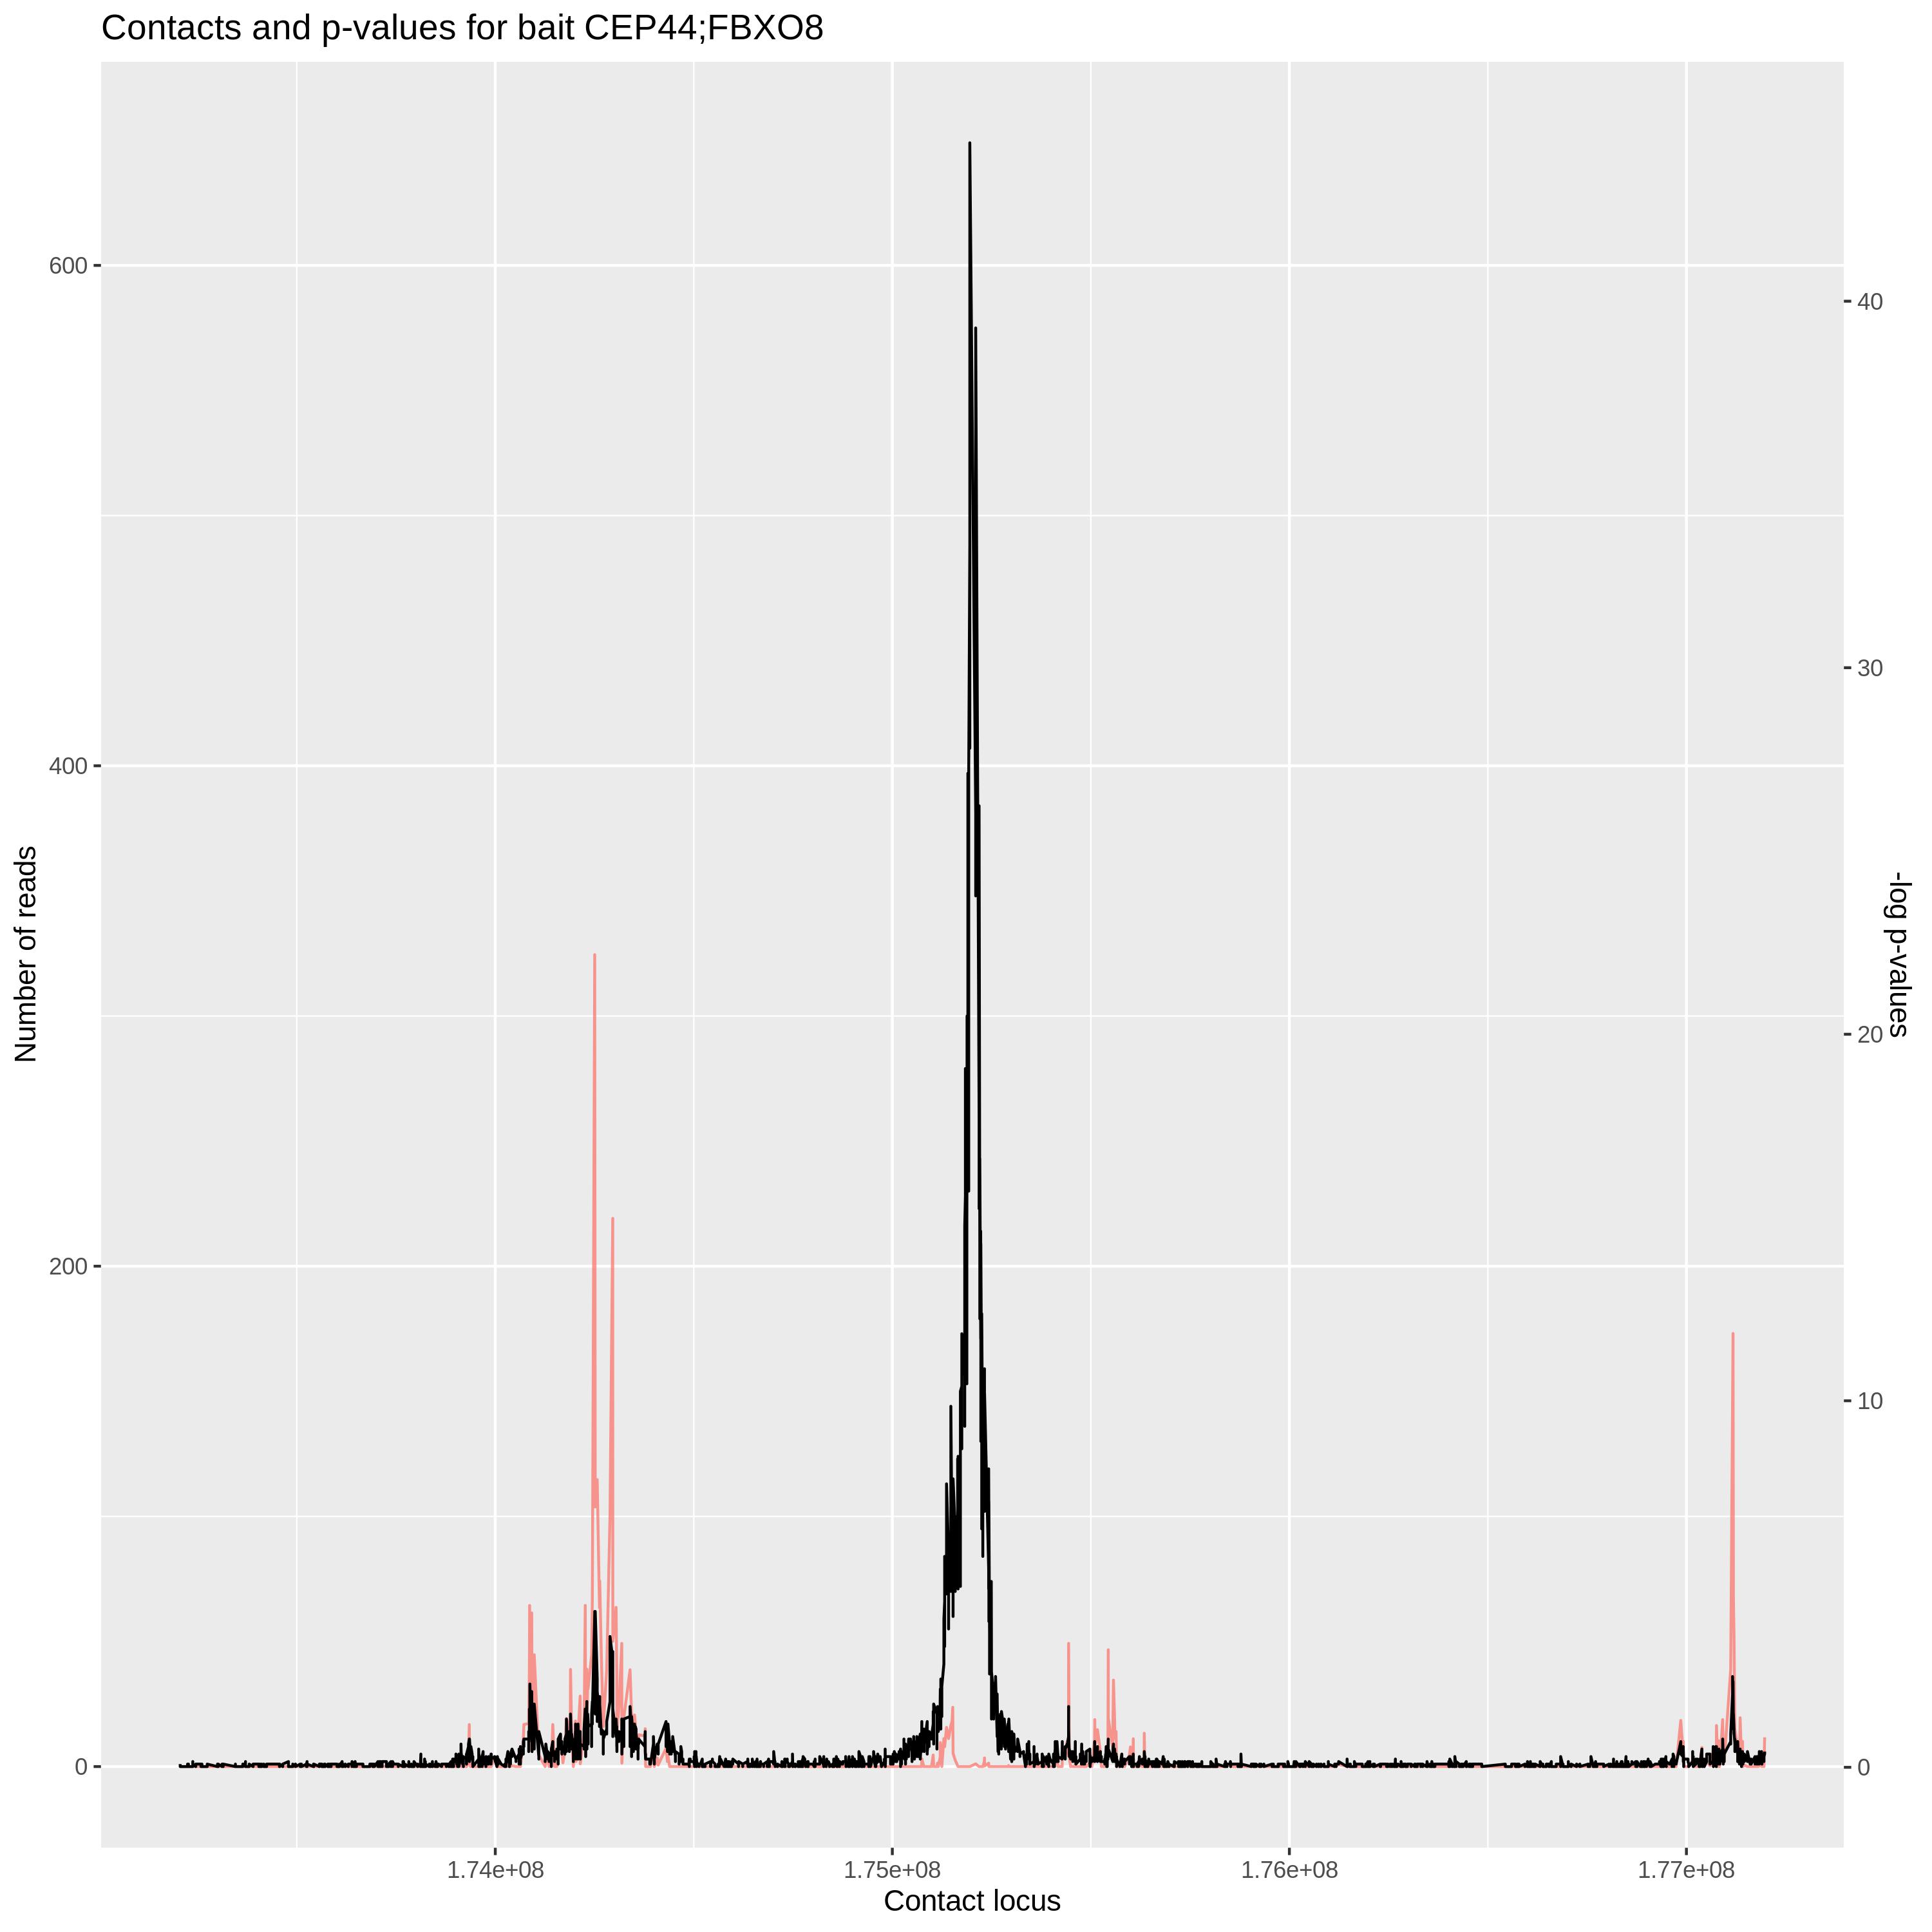 Contacts and p-values for bait CEP44;FBXO8
600
400
200
0
Number of reads
40
30
20
10
0
-log p-values
1.74e+08
1.75e+08
1.76e+08
1.77e+08
Contact locus